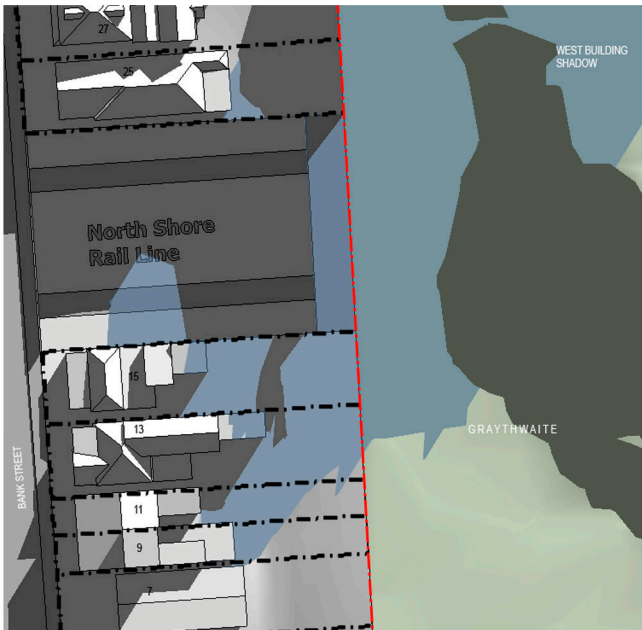 27
WEST BUILDING
SHADOW
25
North Shore
Rail Line
15
13
GRAYTHWAITE
BANK STREET
11
9
7